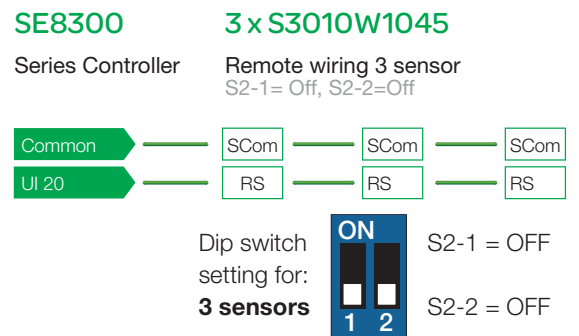 SE8300 3 x S3010W1045
Series Controller Remote wiring 3 sensor
S2-1= Off, S2-2=Off
Common SCom SCom SCom
UI 20 RS RS RS
Dip switch ON S2-1 = OFF
setting for:
3 sensors S2-2 = OFF
1 2